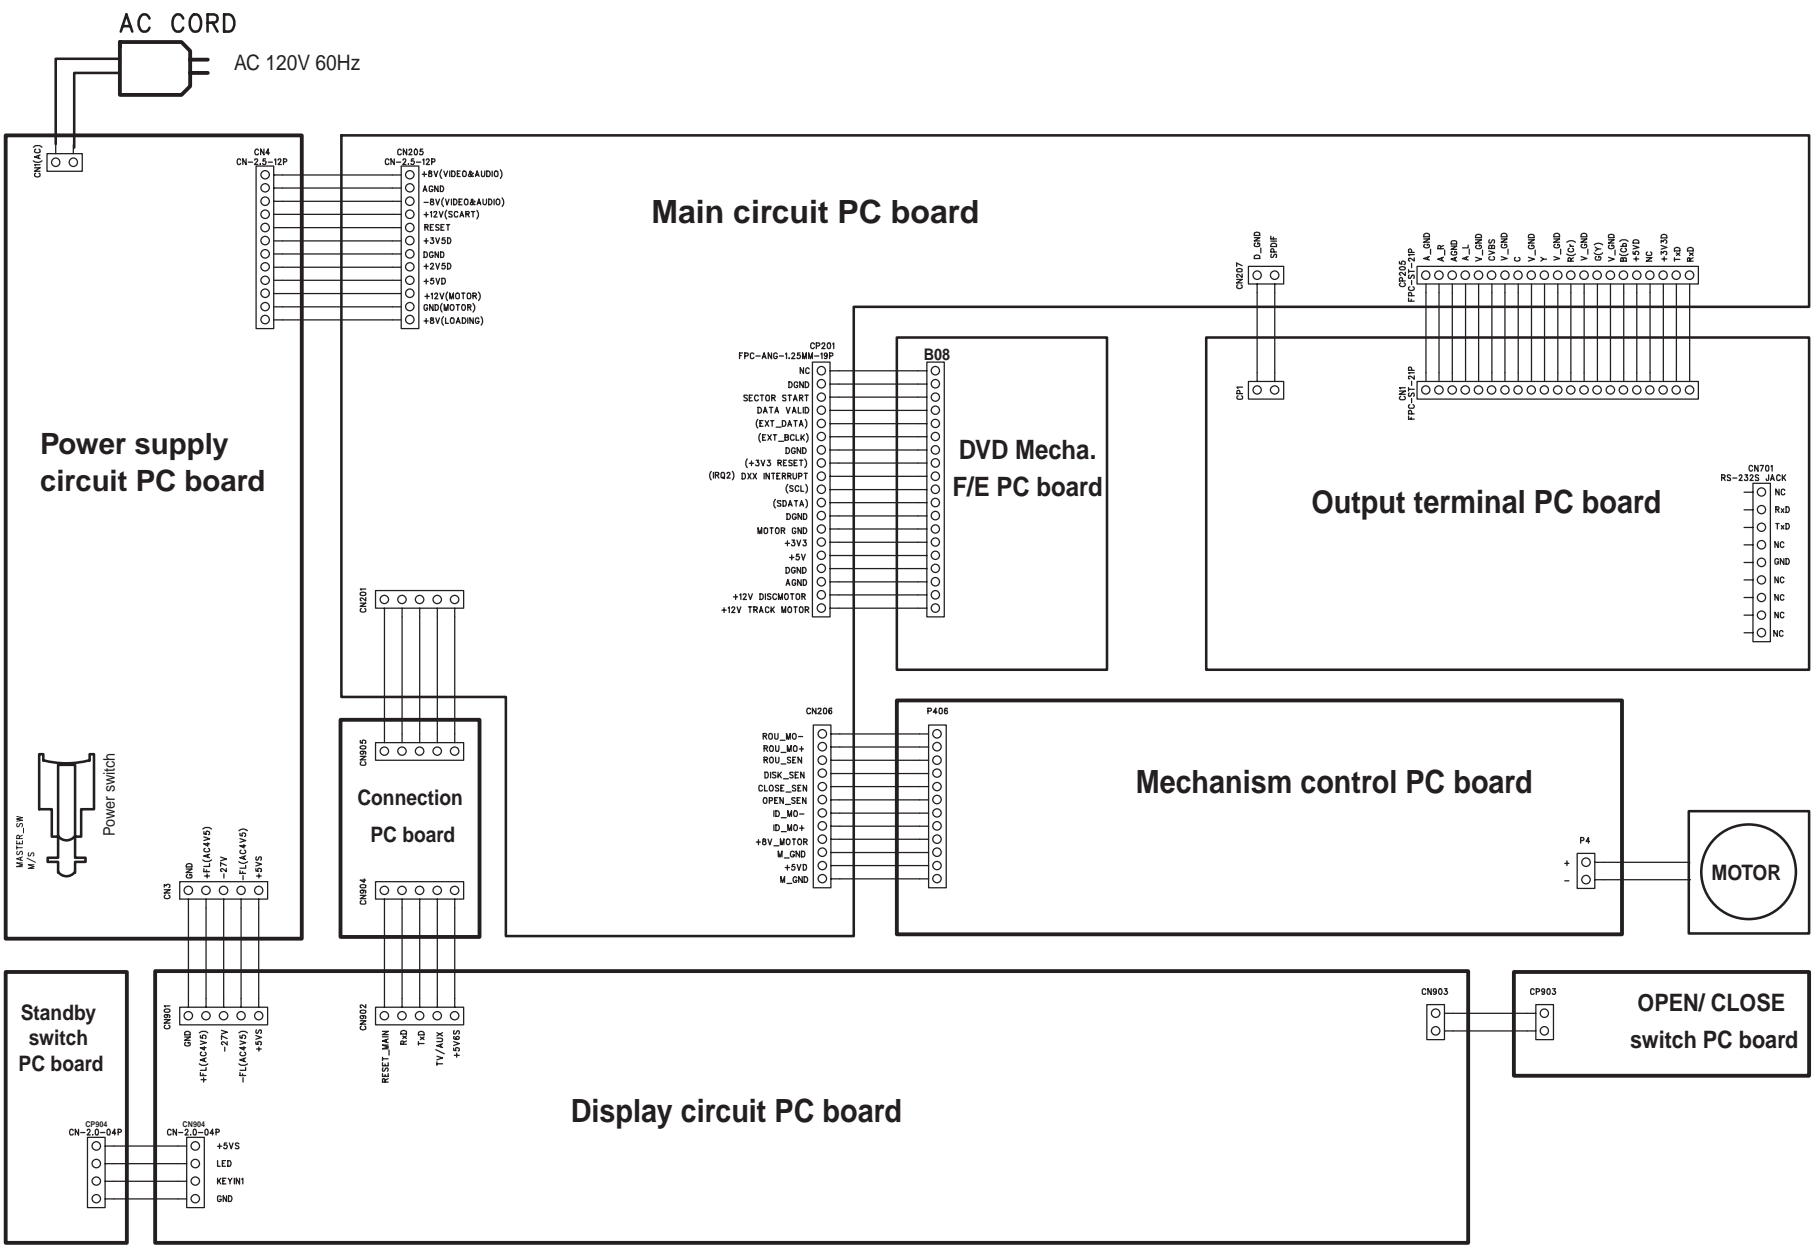 AC CORD
AC 120V 60Hz
CN1(AC)
CN4
CN-2.5-12P
CN205
CN-2.5-12P
+8V(VIDEO&AUDIO)
AGND
-8V(VIDEO&AUDIO)
+12V(SCART)
RESET
+3V5D
DGND
+2V5D
+5VD
+12V(MOTOR)
GND(MOTOR)
+8V(LOADING)
Main circuit PC board
CN207
D_GND
SPDIF
CP205
FPC-ST-21P
A_GND
A_R
AGND
A_L
V_GND
CVBS
V_GND
C
V_GND
Y
V_GND
R(Cr)
V_GND
G(Y)
V_GND
B(Cb)
+5VD
NC
+3V3D
TxD
RxD
CP1
CN1
FPC-ST-21P
Power supply
circuit PC board
CP201
FPC-ANG-1.25MM-19P
NC
DGND
SECTOR START
DATA VALID
(EXT_DATA)
(EXT_BCLK)
DGND
(+3V3 RESET)
(IRQ2) DXX INTERRUPT
(SCL)
(SDATA)
DGND
MOTOR GND
+3V3
+5V
DGND
AGND
+12V DISCMOTOR
+12V TRACK MOTOR
B08
DVD Mecha.
F/E PC board
Output terminal PC board
CN701
RS-232S JACK
NC
RxD
TxD
NC
GND
NC
NC
NC
NC
CN201
CN905
Connection
PC board
CN904
CN206
ROU_MO-
ROU_MO+
ROU_SEN
DISK_SEN
CLOSE_SEN
OPEN_SEN
ID_MO-
ID_MO+
+8V_MOTOR
M_GND
+5VD
M_GND
P406
Mechanism control PC board
P4
+
-
MOTOR
MASTER_SW
M/S
Power switch
CN3
GND
+FL(AC4V5)
-27V
-FL(AC4V5)
+5VS
CN901
GND
+FL(AC4V5)
-27V
-FL(AC4V5)
+5VS
CN902
RESET_MAIN
RxD
TxD
TV/AUX
+5V6S
Standby
switch
PC board
CP904
CN-2.0-04P
CN904
CN-2.0-04P
+5VS
LED
KEYIN1
GND
Display circuit PC board
CN903
CP903
OPEN/ CLOSE
switch PC board